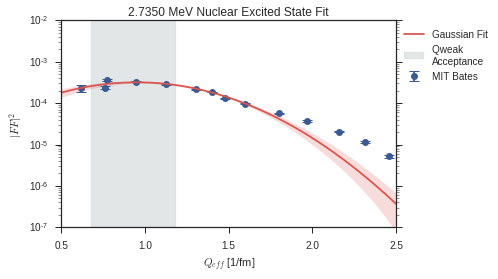 2.7350 MeV Nuclear Excited State Fit
10^-2
10^-3
10^-4
10^-5
10^-6
10^-7
|FF|^2
0.5 1.0 1.5 2.0 2.5
Q_eff [1/fm]
Gaussian Fit
Qweak
Acceptance
MIT Bates